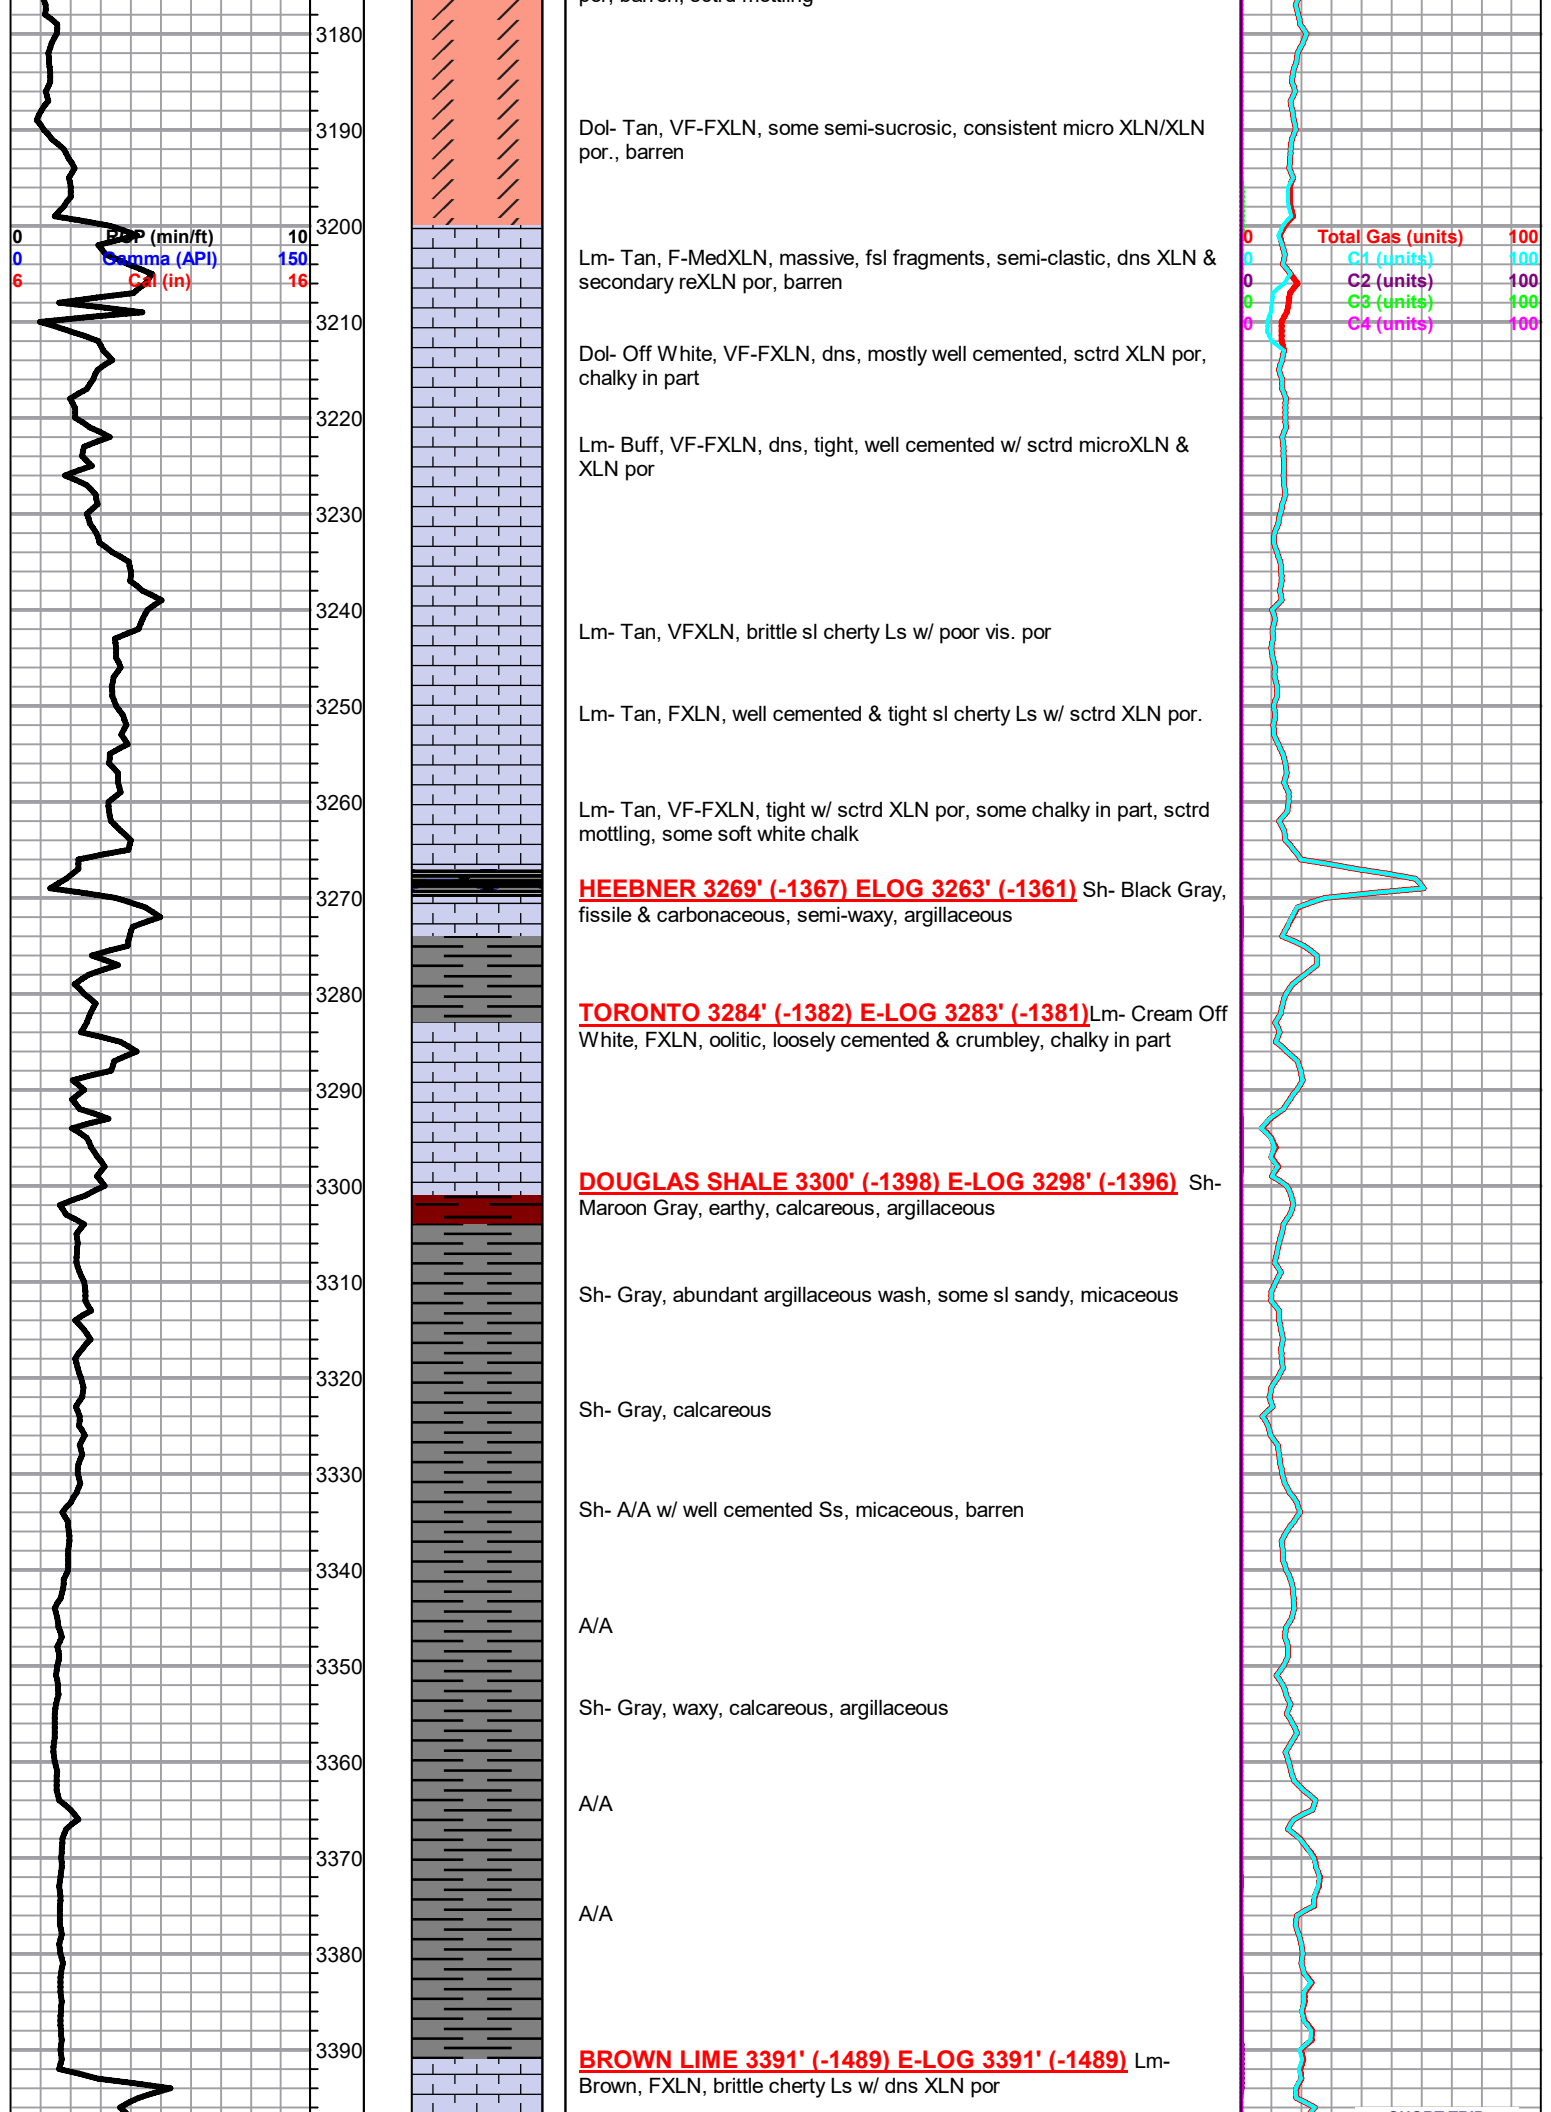 3180
Dol- Tan, VF-FXLN, some semi-sucrosic, consistent micro XLN/XLN
3190
por., barren
3200
0 ROP (min/ft) 10
0 Gamma (API) 150
6 Cal (in) 16
0 Total Gas (units) 100
0 C1 (units) 100
0 C2 (units) 100
0 C3 (units) 100
0 C4 (units) 100
Lm- Tan, F-MedXLN, massive, fsl fragments, semi-clastic, dns XLN &
secondary reXLN por, barren
3210
Dol- Off White, VF-FXLN, dns, mostly well cemented, sctrd XLN por,
chalky in part
3220
Lm- Buff, VF-FXLN, dns, tight, well cemented w/ sctrd microXLN &
XLN por
3230
3240
Lm- Tan, VFXLN, brittle sl cherty Ls w/ poor vis. por
3250
Lm- Tan, FXLN, well cemented & tight sl cherty Ls w/ sctrd XLN por.
3260
Lm- Tan, VF-FXLN, tight w/ sctrd XLN por, some chalky in part, sctrd
mottling, some soft white chalk
3270
HEEBNER 3269' (-1367) ELOG 3263' (-1361) Sh- Black Gray,
fissile & carbonaceous, semi-waxy, argillaceous
3280
TORONTO 3284' (-1382) E-LOG 3283' (-1381)Lm- Cream Off
White, FXLN, oolitic, loosely cemented & crumbley, chalky in part
3290
3300
DOUGLAS SHALE 3300' (-1398) E-LOG 3298' (-1396) Sh-
Maroon Gray, earthy, calcareous, argillaceous
3310
Sh- Gray, abundant argillaceous wash, some sl sandy, micaceous
3320
Sh- Gray, calcareous
3330
Sh- A/A w/ well cemented Ss, micaceous, barren
3340
A/A
3350
Sh- Gray, waxy, calcareous, argillaceous
3360
A/A
3370
A/A
3380
3390
BROWN LIME 3391' (-1489) E-LOG 3391' (-1489) Lm-
Brown, FXLN, brittle cherty Ls w/ dns XLN por